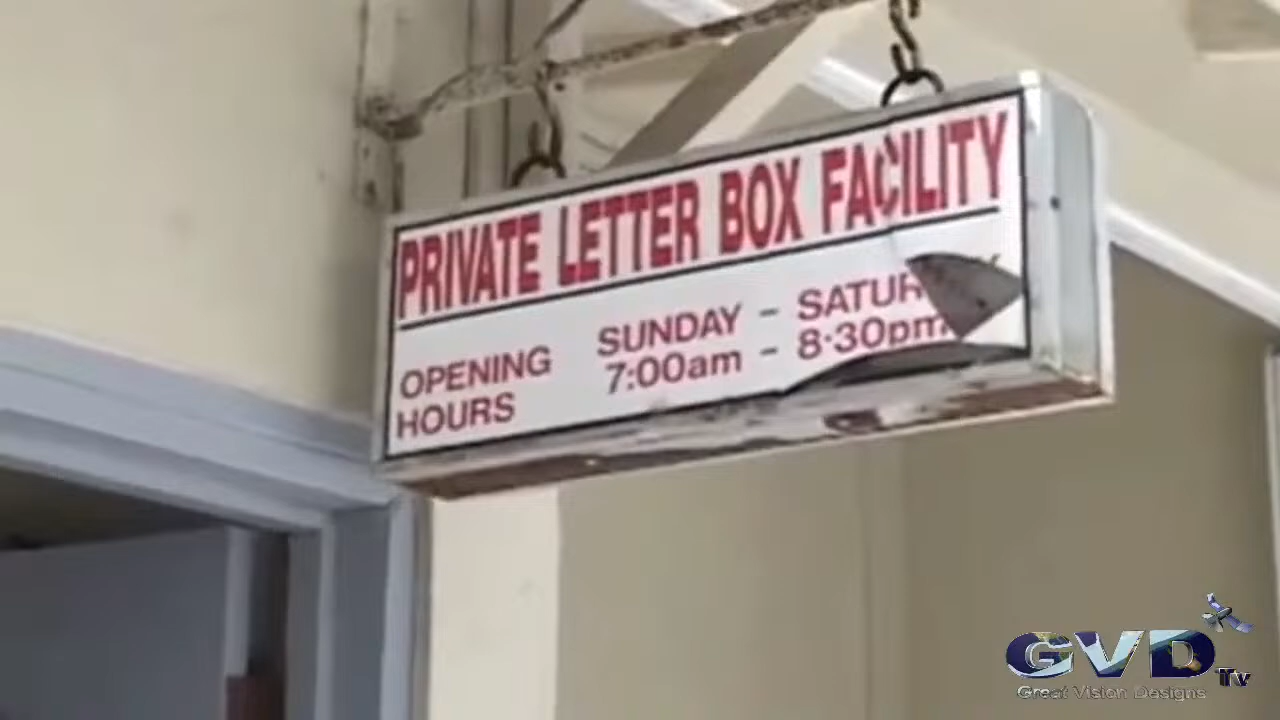 PRIVATE LETTER BOX FACILITY
OPENING HOURS
SUNDAY - SATUR
7:00am - 8·30pm
GVD Tv
Great Vision Designs